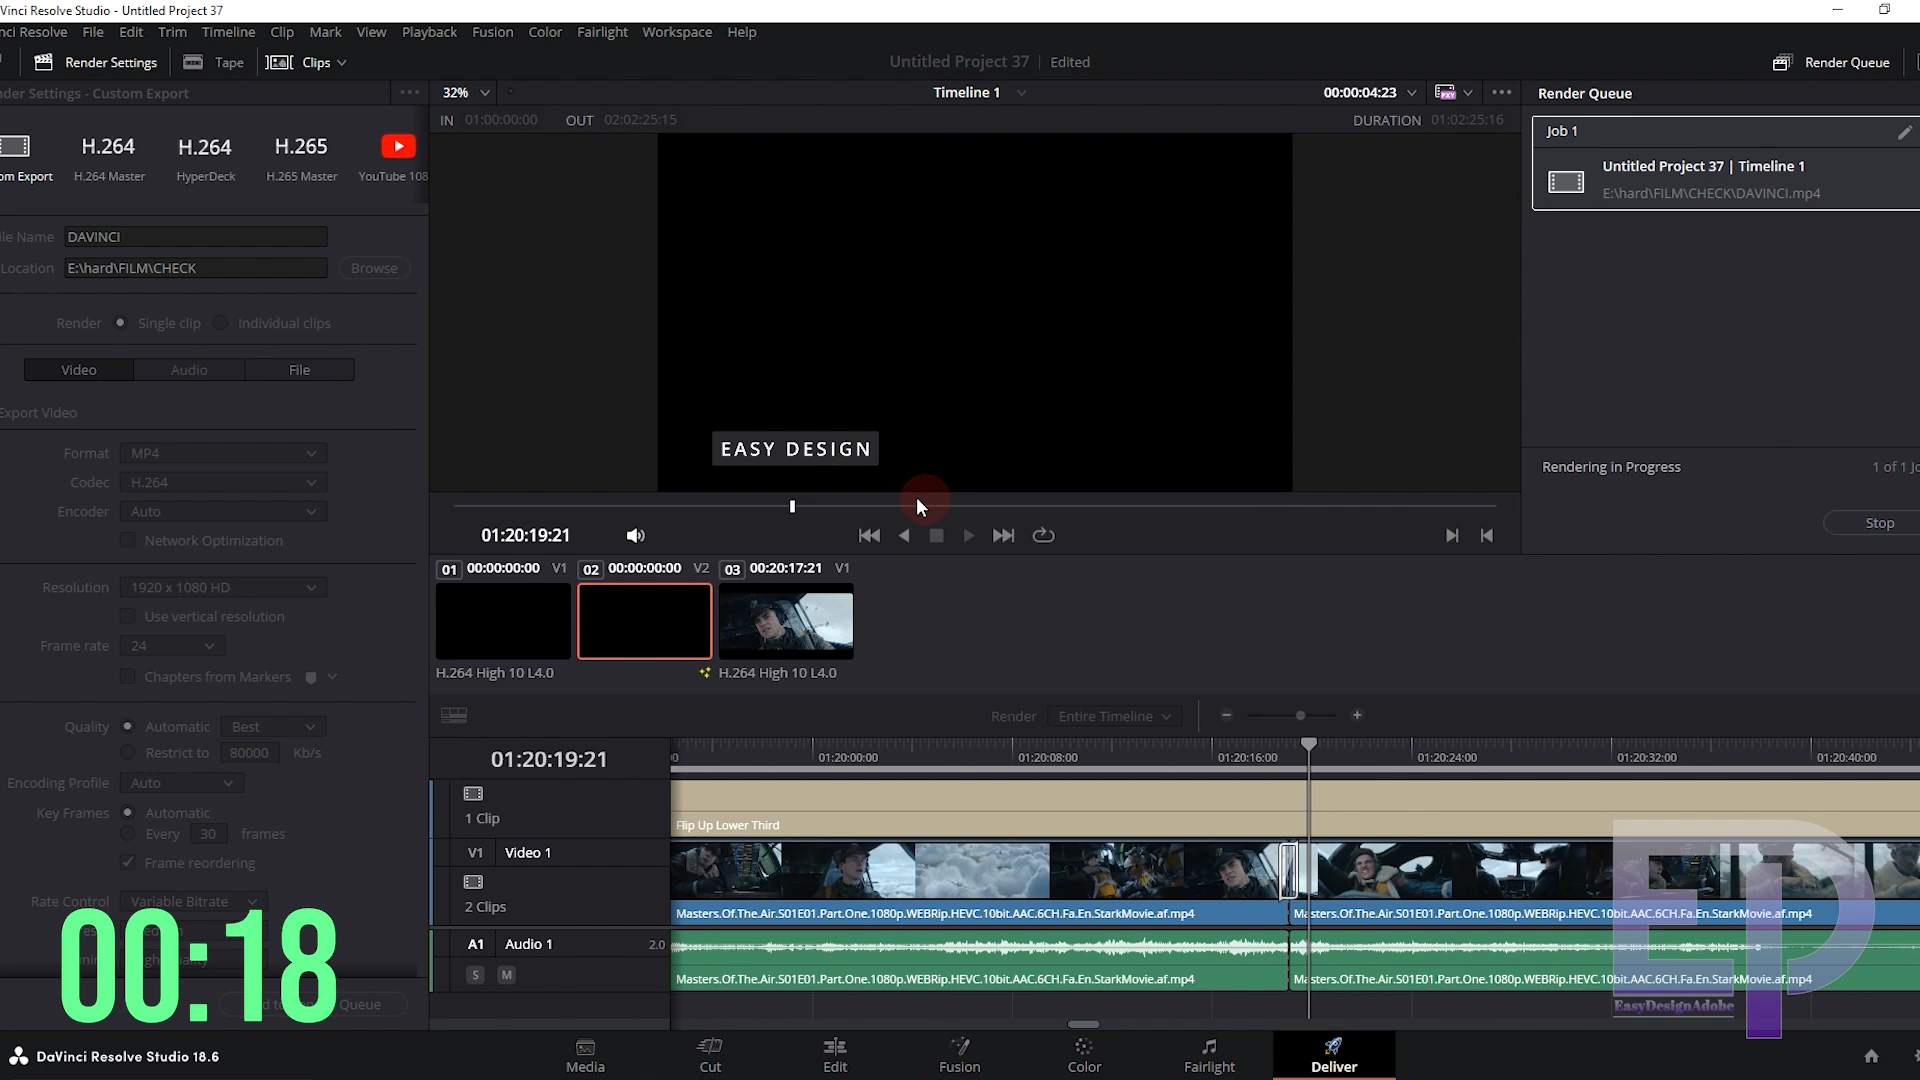 Vinci Resolve Studio - Untitled Project 37
nci Resolve File Edit Trim Timeline Clip Mark View Playback Fusion Color Fairlight Workspace Help
Render Settings Tape Clips Untitled Project 37 Edited Render Queue
der Settings - Custom Export 32% Timeline 1 00:00:04:23 PXY Render Queue
IN 01:00:00:00 OUT 02:02:25:15 DURATION 01:02:25:16
Job 1
H.264 H.264 H.265
om Export H.264 Master HyperDeck H.265 Master YouTube 108
Untitled Project 37 | Timeline 1
E:\hard\FILM\CHECK\DAVINCI.mp4
ile Name DAVINCI
Location E:\hard\FILM\CHECK Browse
Render Single clip Individual clips
Video Audio File
Export Video
Format MP4
Codec H.264
Encoder Auto
Network Optimization
Resolution 1920 x 1080 HD
Use vertical resolution
Frame rate 24
Chapters from Markers
Quality Automatic Best
Restrict to 80000 Kb/s
Encoding Profile Auto
Key Frames Automatic
Every 30 frames
Frame reordering
Rate Control Variable Bitrate
00:18
Queue
EASY DESIGN
Rendering in Progress 1 of 1 Jo
Stop
01:20:19:21
01 00:00:00:00 V1 02 00:00:00:00 V2 03 00:20:17:21 V1
H.264 High 10 L4.0 H.264 High 10 L4.0
Render Entire Timeline
01:20:19:21 01:20:00:00 01:20:08:00 01:20:16:00 01:20:24:00 01:20:32:00 01:20:40:00
1 Clip
Flip Up Lower Third
V1 Video 1
2 Clips
Masters.Of.The.Air.S01E01.Part.One.1080p.WEBRip.HEVC.10bit.AAC.6CH.Fa.En.StarkMovie.af.mp4 Masters.Of.The.Air.S01E01.Part.One.1080p.WEBRip.HEVC.10bit.AAC.6CH.Fa.En.StarkMovie.af.mp4
A1 Audio 1 2.0
S M
Masters.Of.The.Air.S01E01.Part.One.1080p.WEBRip.HEVC.10bit.AAC.6CH.Fa.En.StarkMovie.af.mp4 Masters.Of.The.Air.S01E01.Part.One.1080p.WEBRip.HEVC.10bit.AAC.6CH.Fa.En.StarkMovie.af.mp4
EP
EasyDesignAdobe
DaVinci Resolve Studio 18.6
Media Cut Edit Fusion Color Fairlight Deliver